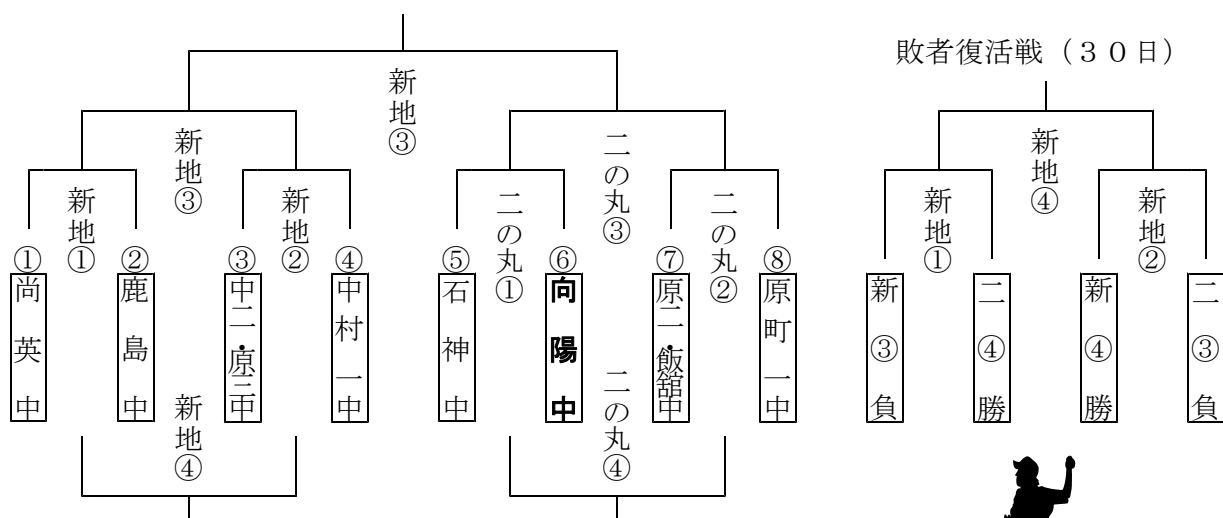 敗者復活戦（３０日）
新地③
新地③
二の丸③
新地④
新地①
新地②
二の丸①
二の丸②
新地①
新地②
①
尚英中
②
鹿島中
③
中二・原三中
④
中村一中
⑤
石神中
⑥
向陽中
⑦
原二・飯舘中
⑧
原町一中
新③負
二④勝
新④勝
二③負
新地④
二の丸④